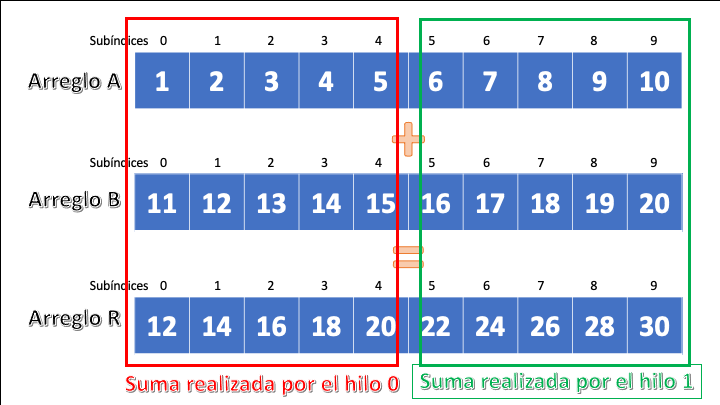 Subíndices 0 1 2 3 4 5 6 7 8 9
Arreglo A 1 2 3 4 5 6 7 8 9 10
+
Subíndices 0 1 2 3 4 5 6 7 8 9
Arreglo B 11 12 13 14 15 16 17 18 19 20
=
Subíndices 0 1 2 3 4 5 6 7 8 9
Arreglo R 12 14 16 18 20 22 24 26 28 30
Suma realizada por el hilo 0 Suma realizada por el hilo 1